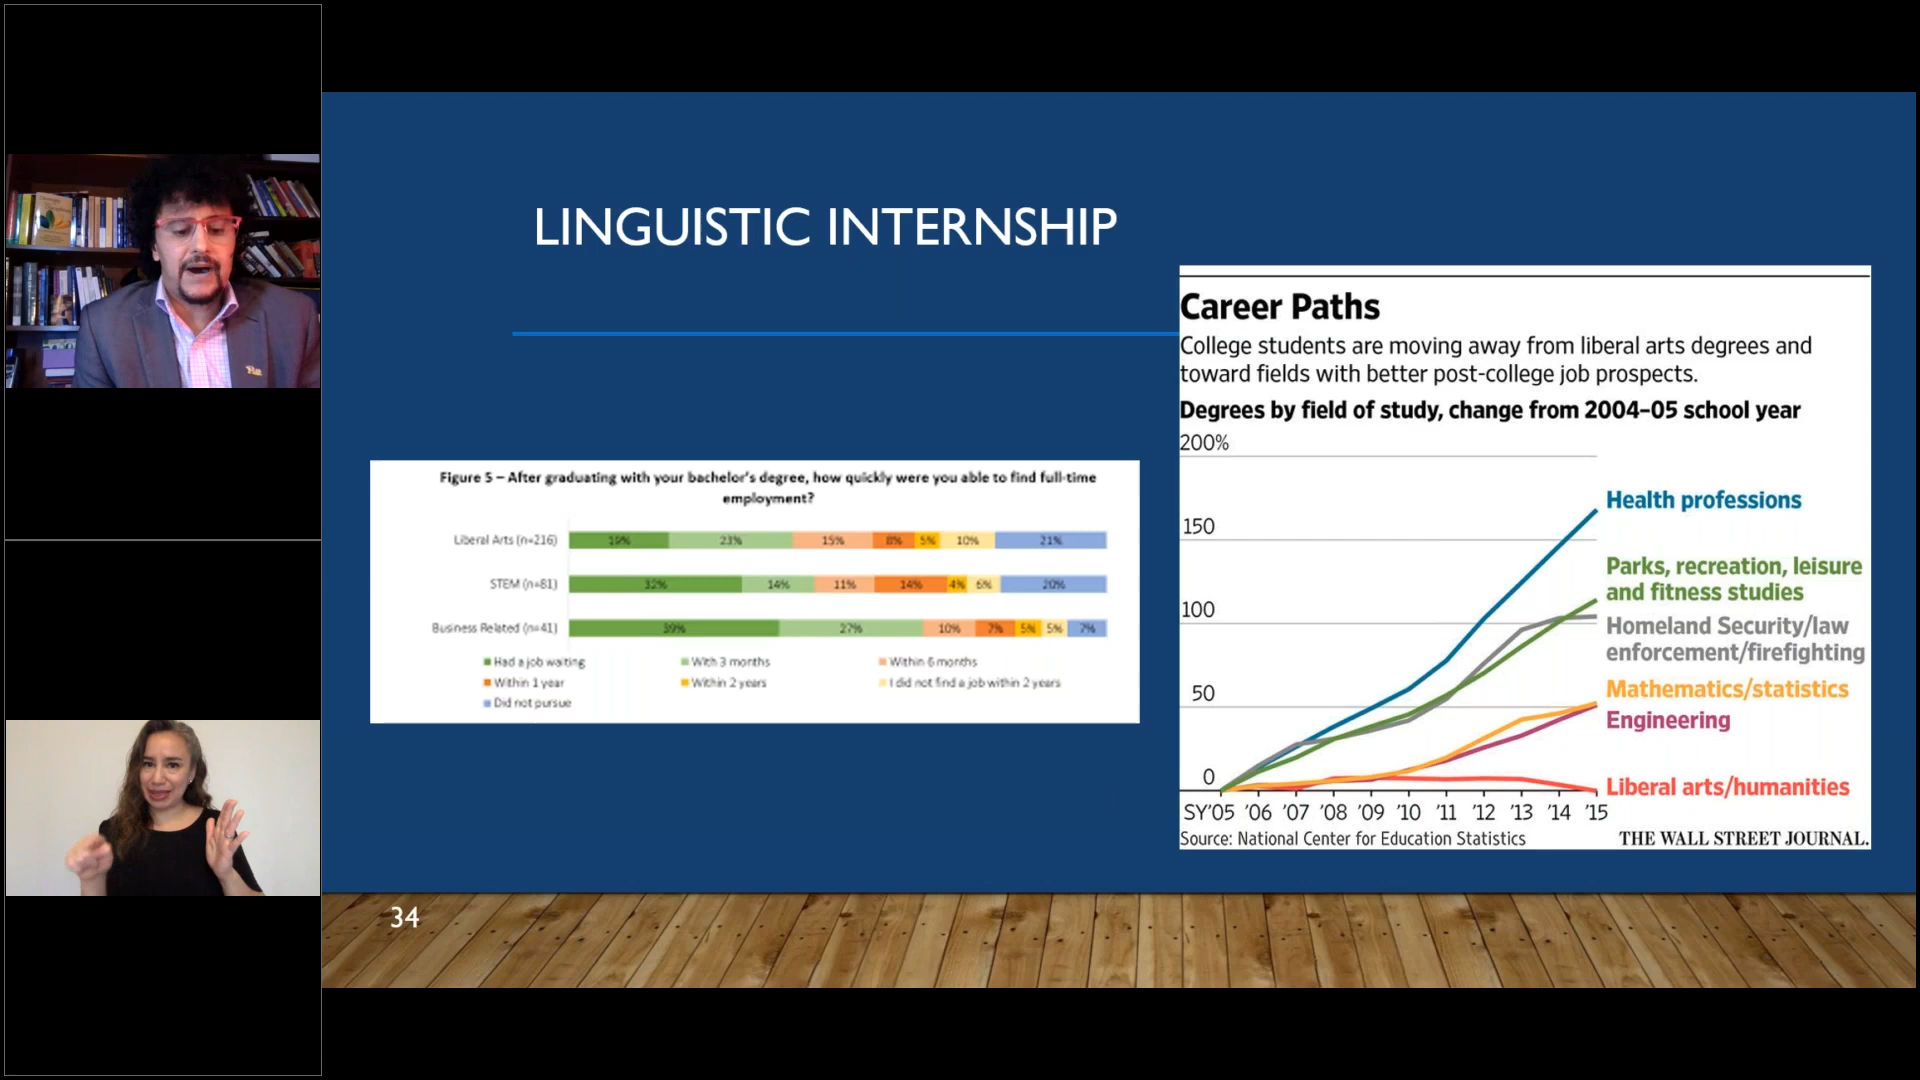 LINGUISTIC INTERNSHIP
Figure 5 – After graduating with your bachelor's degree, how quickly were you able to find full-time
employment?
Liberal Arts (n=216) 19% 23% 15% 8% 5% 10% 21%
STEM (n=81) 32% 14% 11% 14% 4% 6% 20%
Business Related (n=41) 39% 27% 10% 7% 5% 5% 7%
Had a job waiting With 3 months Within 6 months
Within 1 year Within 2 years I did not find a job within 2 years
Did not pursue
Career Paths
College students are moving away from liberal arts degrees and
toward fields with better post-college job prospects.
Degrees by field of study, change from 2004–05 school year
200%
150
100
50
0
Health professions
Parks, recreation, leisure
and fitness studies
Homeland Security/law
enforcement/firefighting
Mathematics/statistics
Engineering
Liberal arts/humanities
SY'05 '06 '07 '08 '09 '10 '11 '12 '13 '14 '15
Source: National Center for Education Statistics THE WALL STREET JOURNAL.
34